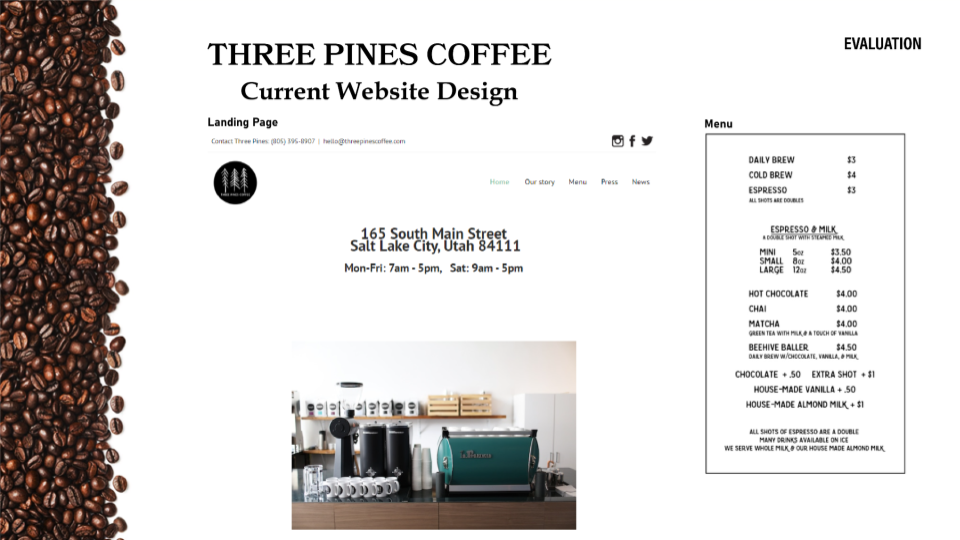 THREE PINES COFFEE
EVALUATION
Current Website Design
Landing Page
Contact Three Pines: (805) 395-8907 | hello@threepinescoffee.com
THREE PINES COFFEE
Home Our story Menu Press News
165 South Main Street
Salt Lake City, Utah 84111
Mon-Fri: 7am - 5pm, Sat: 9am - 5pm
Menu
DAILY BREW $3
COLD BREW $4
ESPRESSO $3
ALL SHOTS ARE DOUBLES
ESPRESSO & MILK
A DOUBLE SHOT WITH STEAMED MILK
MINI 5oz $3.50
SMALL 8oz $4.00
LARGE 12oz $4.50
HOT CHOCOLATE $4.00
CHAI $4.00
MATCHA $4.00
GREEN TEA WITH MILK & A TOUCH OF VANILLA
BEEHIVE BALLER $4.50
DAILY BREW W/CHOCOLATE, VANILLA, & MILK
CHOCOLATE + .50 EXTRA SHOT + $1
HOUSE-MADE VANILLA + .50
HOUSE-MADE ALMOND MILK + $1
ALL SHOTS OF ESPRESSO ARE A DOUBLE
MANY DRINKS AVAILABLE ON ICE
WE SERVE WHOLE MILK & OUR HOUSE MADE ALMOND MILK